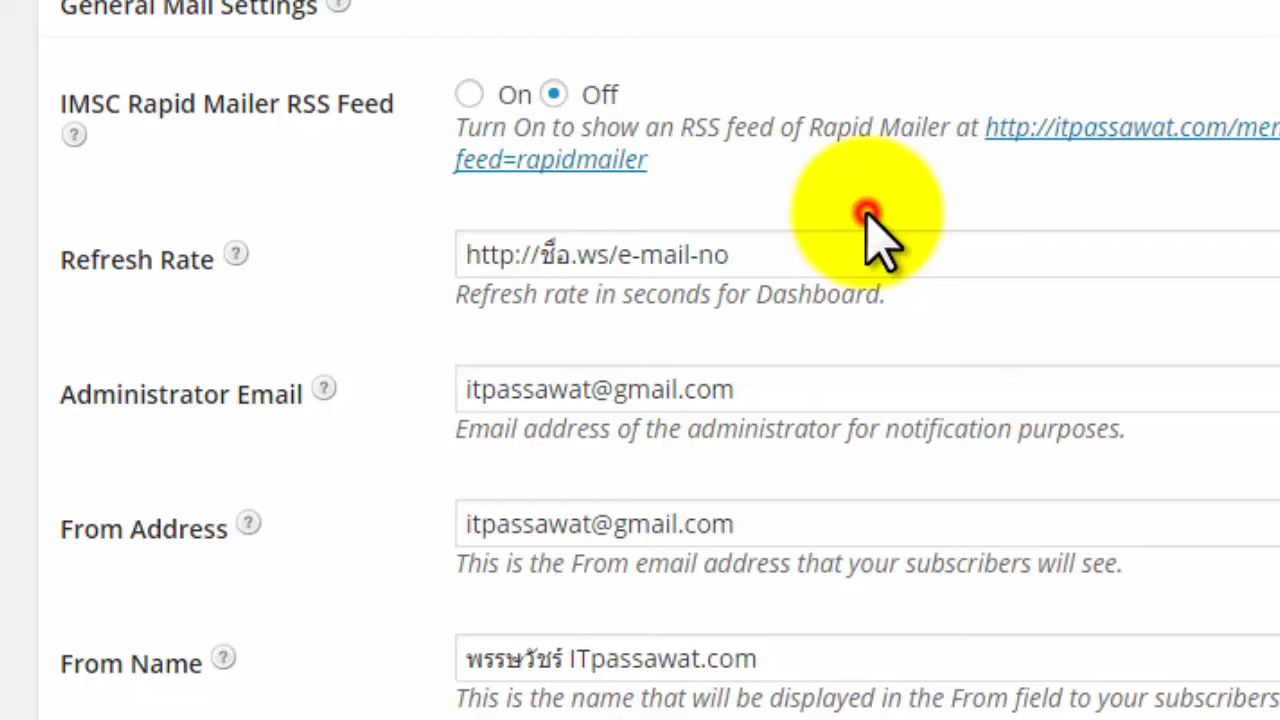 General Mail Settings ?
IMSC Rapid Mailer RSS Feed
?
On Off
Turn On to show an RSS feed of Rapid Mailer at http://itpassawat.com/mem
feed=rapidmailer
Refresh Rate ?
http://ชื่อ.ws/e-mail-no
Refresh rate in seconds for Dashboard.
Administrator Email ?
itpassawat@gmail.com
Email address of the administrator for notification purposes.
From Address ?
itpassawat@gmail.com
This is the From email address that your subscribers will see.
From Name ?
พรรษวัชร์ ITpassawat.com
This is the name that will be displayed in the From field to your subscribers